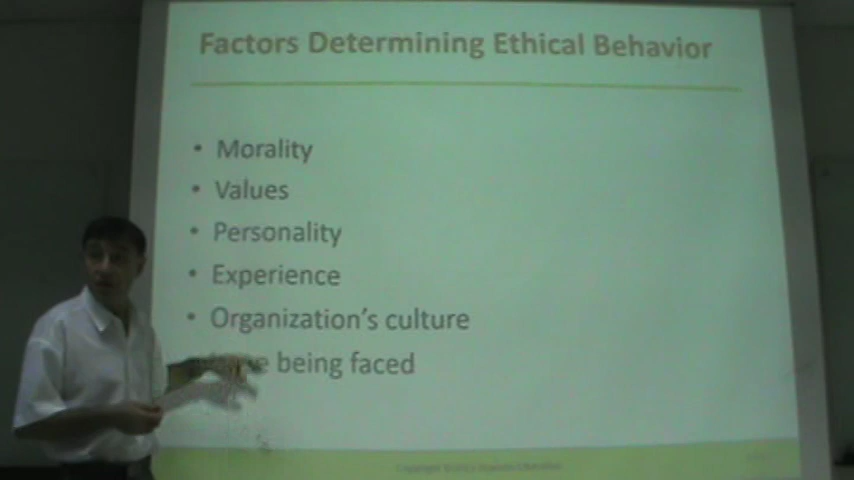 Factors Determining Ethical Behavior
• Morality
• Values
• Personality
• Experience
• Organization's culture
being faced